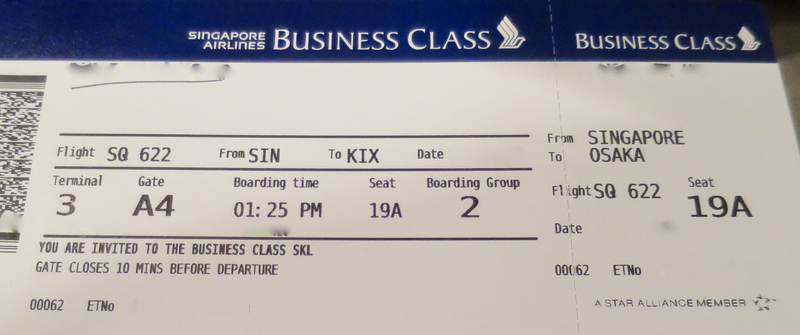 SINGAPORE AIRLINES BUSINESS CLASS
BUSINESS CLASS
Flight SQ 622 From SIN To KIX Date
Terminal Gate Boarding time Seat Boarding Group
3 A4 01:25 PM 19A 2
YOU ARE INVITED TO THE BUSINESS CLASS SKL
GATE CLOSES 10 MINS BEFORE DEPARTURE
00062 ETNo
From SINGAPORE
To OSAKA
Flight SQ 622 Seat
19A
Date
00062 ETNo
A STAR ALLIANCE MEMBER